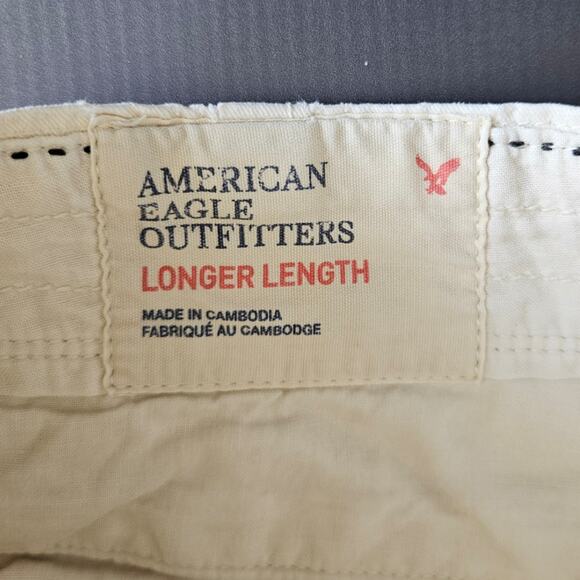 AMERICAN
EAGLE
OUTFITTERS
LONGER LENGTH
MADE IN CAMBODIA
FABRIQUÉ AU CAMBODGE